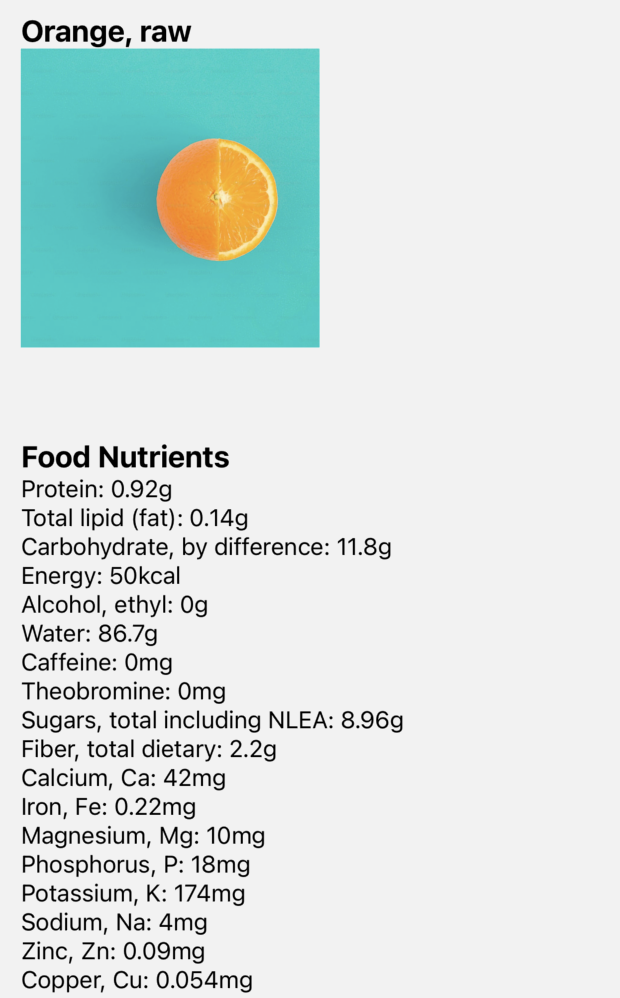 Orange, raw
Food Nutrients
Protein: 0.92g
Total lipid (fat): 0.14g
Carbohydrate, by difference: 11.8g
Energy: 50kcal
Alcohol, ethyl: 0g
Water: 86.7g
Caffeine: 0mg
Theobromine: 0mg
Sugars, total including NLEA: 8.96g
Fiber, total dietary: 2.2g
Calcium, Ca: 42mg
Iron, Fe: 0.22mg
Magnesium, Mg: 10mg
Phosphorus, P: 18mg
Potassium, K: 174mg
Sodium, Na: 4mg
Zinc, Zn: 0.09mg
Copper, Cu: 0.054mg